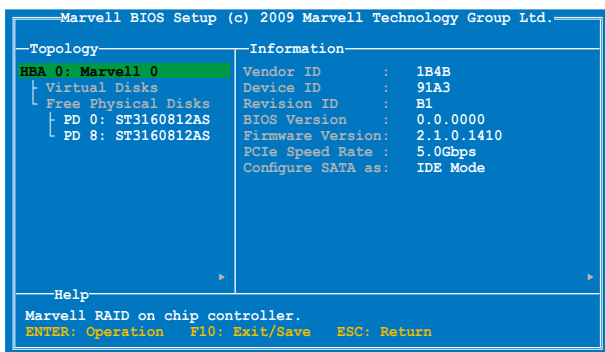 Marvell BIOS Setup (c) 2009 Marvell Technology Group Ltd.
Topology
HBA 0: Marvell 0
Virtual Disks
Free Physical Disks
PD 0: ST3160812AS
PD 8: ST3160812AS
Information
Vendor ID : 1B4B
Device ID : 91A3
Revision ID : B1
BIOS Version : 0.0.0000
Firmware Version: 2.1.0.1410
PCIe Speed Rate : 5.0Gbps
Configure SATA as: IDE Mode
Help
Marvell RAID on chip controller.
ENTER: Operation F10: Exit/Save ESC: Return